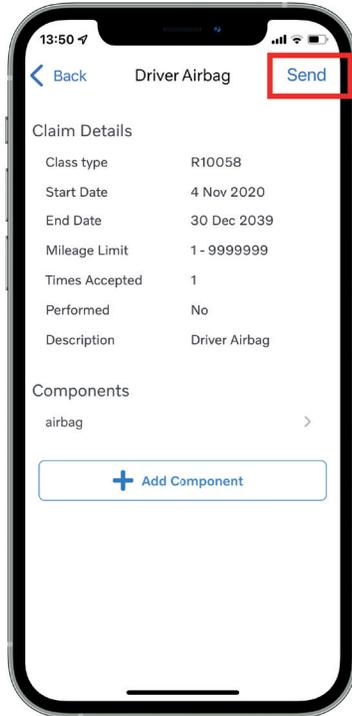 13:50
Back Driver Airbag Send
Claim Details
Class type R10058
Start Date 4 Nov 2020
End Date 30 Dec 2039
Mileage Limit 1 - 9999999
Times Accepted 1
Performed No
Description Driver Airbag
Components
airbag
Add Component